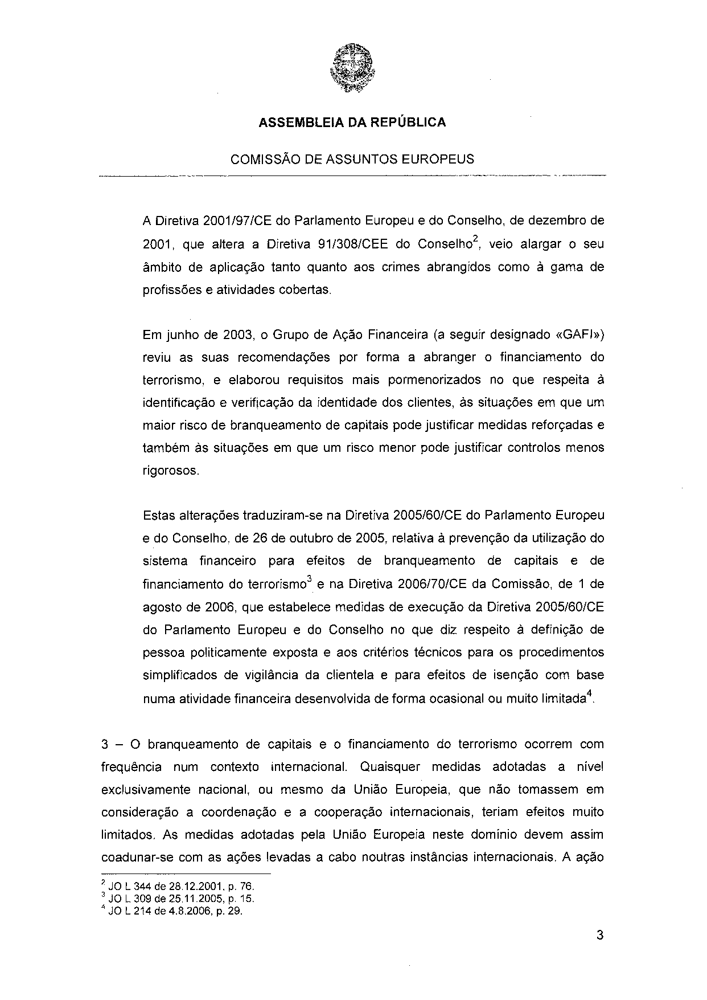 ASSEMBLEIA DA REPÚBLICA
COMISSÃO DE ASSUNTOS EUROPEUS
A Diretiva 2001/97/CE do Parlamento Europeu e do Conselho, de dezembro de
2001, que altera a Diretiva 91/308/CEE do Conselho², veio alargar o seu
âmbito de aplicação tanto quanto aos crimes abrangidos como à gama de
profissões e atividades cobertas.
Em junho de 2003, o Grupo de Ação Financeira (a seguir designado «GAFI»)
reviu as suas recomendações por forma a abranger o financiamento do
terrorismo, e elaborou requisitos mais pormenorizados no que respeita à
identificação e verificação da identidade dos clientes, às situações em que um
maior risco de branqueamento de capitais pode justificar medidas reforçadas e
também às situações em que um risco menor pode justificar controlos menos
rigorosos.
Estas alterações traduziram-se na Diretiva 2005/60/CE do Parlamento Europeu
e do Conselho, de 26 de outubro de 2005, relativa à prevenção da utilização do
sistema financeiro para efeitos de branqueamento de capitais e de
financiamento do terrorismo³ e na Diretiva 2006/70/CE da Comissão, de 1 de
agosto de 2006, que estabelece medidas de execução da Diretiva 2005/60/CE
do Parlamento Europeu e do Conselho no que diz respeito à definição de
pessoa politicamente exposta e aos critérios técnicos para os procedimentos
simplificados de vigilância da clientela e para efeitos de isenção com base
numa atividade financeira desenvolvida de forma ocasional ou muito limitada⁴.
3 – O branqueamento de capitais e o financiamento do terrorismo ocorrem com
frequência num contexto internacional. Quaisquer medidas adotadas a nível
exclusivamente nacional, ou mesmo da União Europeia, que não tomassem em
consideração a coordenação e a cooperação internacionais, teriam efeitos muito
limitados. As medidas adotadas pela União Europeia neste domínio devem assim
coadunar-se com as ações levadas a cabo noutras instâncias internacionais. A ação
² JO L 344 de 28.12.2001, p. 76.
³ JO L 309 de 25.11.2005, p. 15.
⁴ JO L 214 de 4.8.2006, p. 29.
3